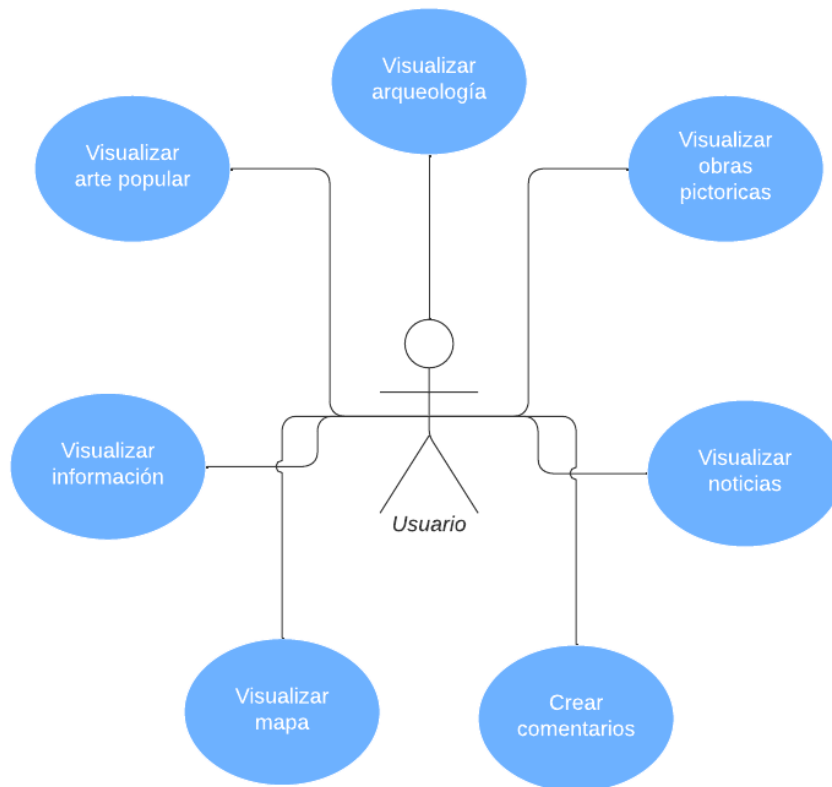 Visualizar
arqueología
Visualizar
arte popular
Visualizar
obras
pictoricas
Visualizar
información
Visualizar
noticias
Usuario
Visualizar
mapa
Crear
comentarios